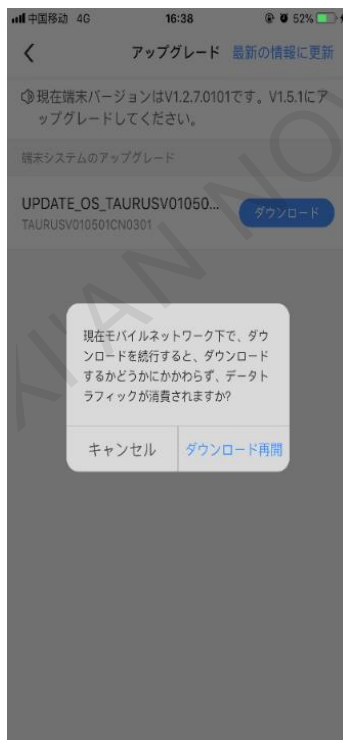 中国移动 4G 16:38 52%
アップグレード 最新の情報に更新
現在端末バージョンはV1.2.7.0101です。V1.5.1にア
ップグレードしてください。
端末システムのアップグレード
UPDATE_OS_TAURUSV01050...
ダウンロード
TAURUSV010501CN0301
現在モバイルネットワーク下で、ダウ
ンロードを続行すると、ダウンロード
するかどうかにかかわらず、データト
ラフィックが消費されますか?
キャンセル ダウンロード再開
XI'AN NO